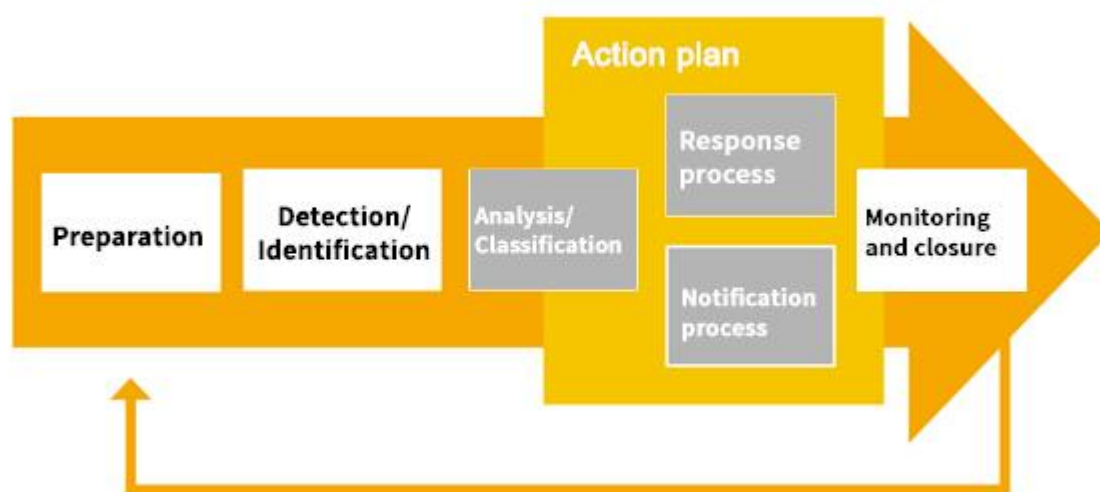 Action plan
Preparation
Detection/
Identification
Analysis/
Classification
Response
process
Notification
process
Monitoring
and closure